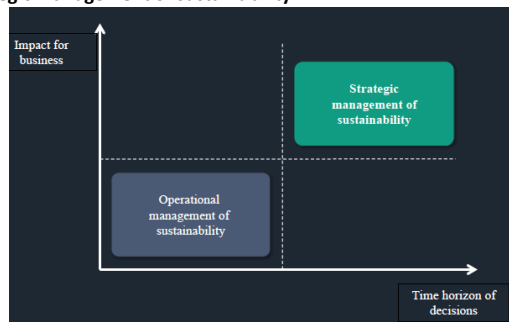 Impact for
business
Strategic
management of
sustainability
Operational
management of
sustainability
Time horizon of
decisions